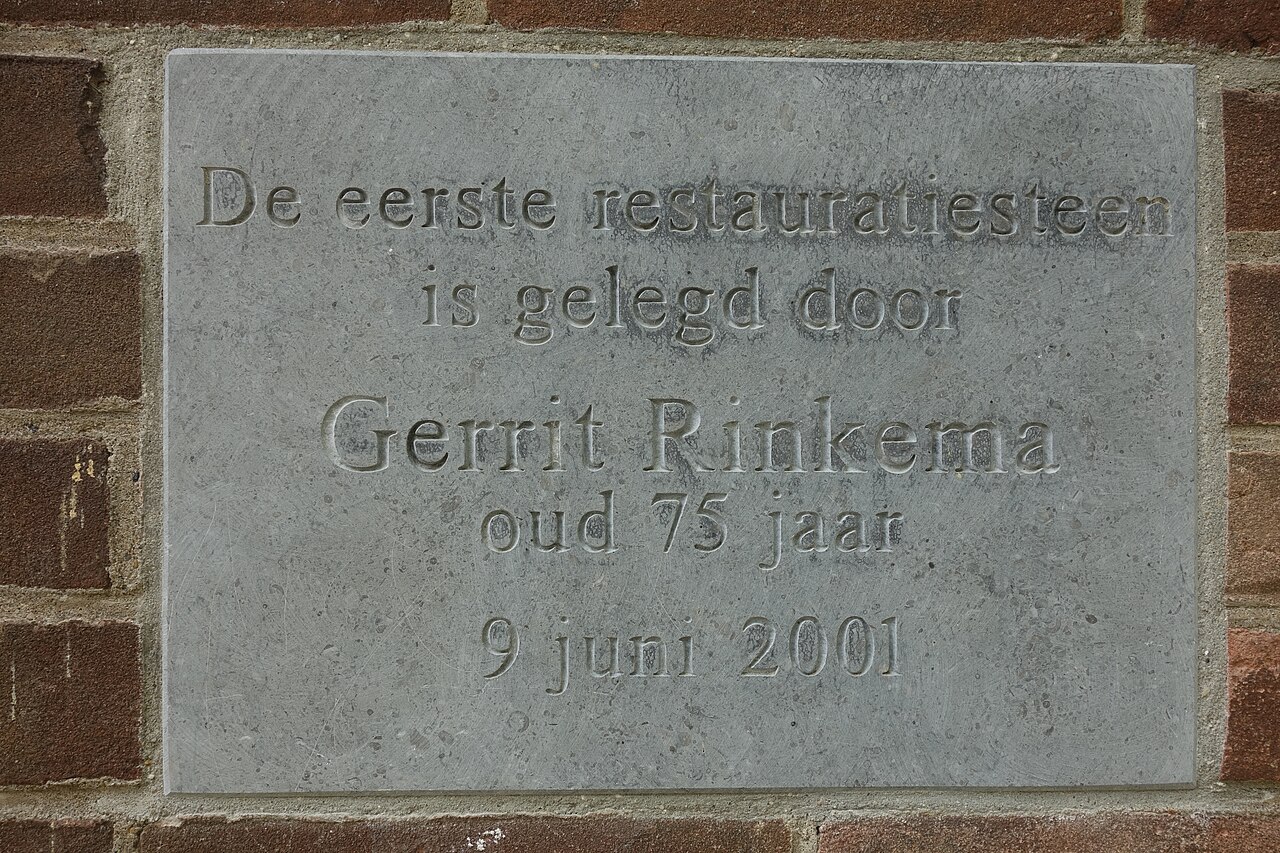 De eerste restauratiesteen
is gelegd door
Gerrit Rinkema
oud 75 jaar
9 juni 2001